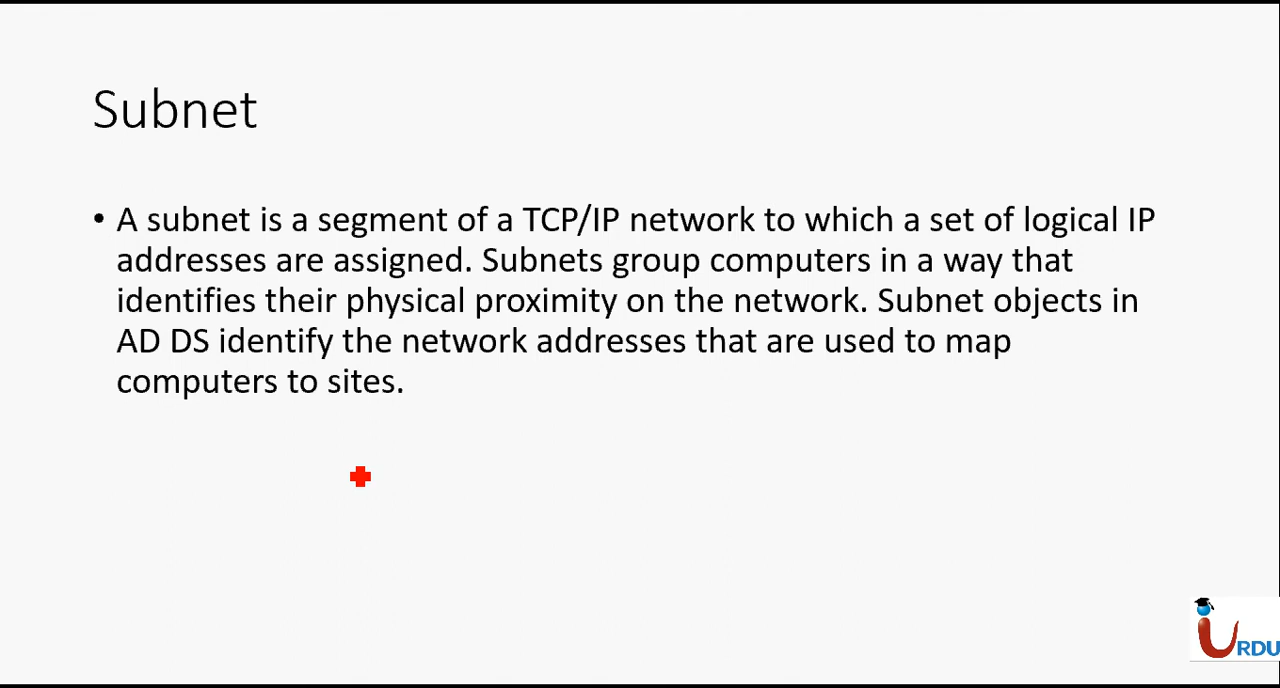 Subnet
• A subnet is a segment of a TCP/IP network to which a set of logical IP
addresses are assigned. Subnets group computers in a way that
identifies their physical proximity on the network. Subnet objects in
AD DS identify the network addresses that are used to map
computers to sites.
URDU